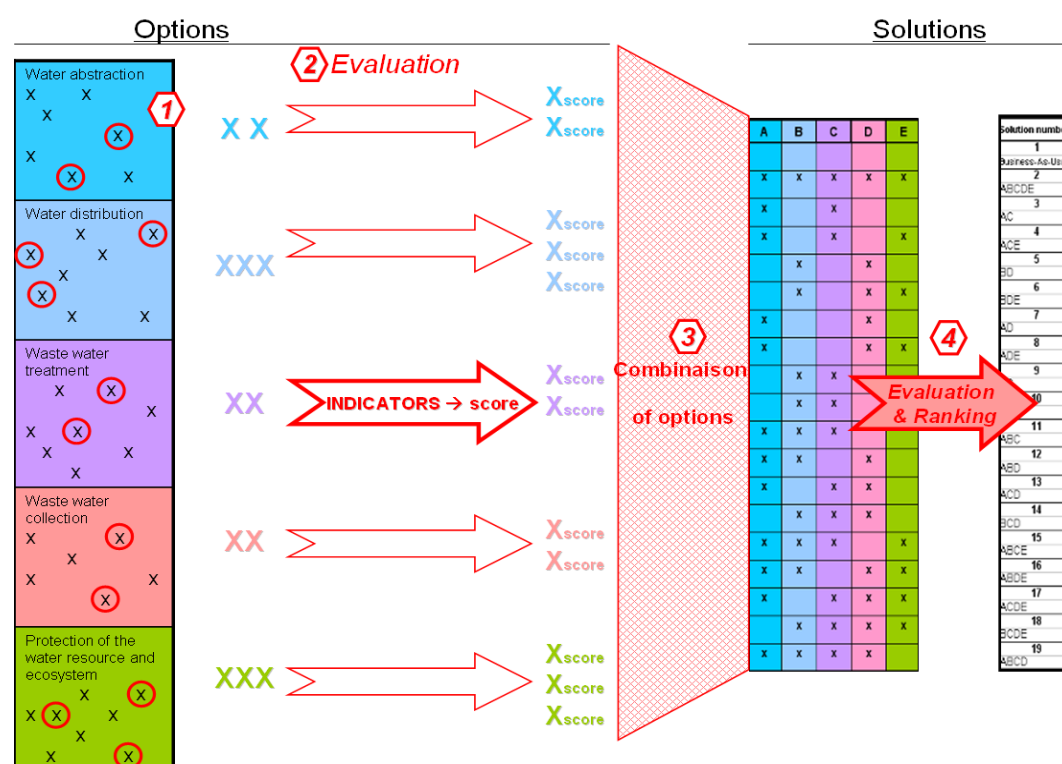 Options
Solutions
Water abstraction
X X
X
X
X
X X
1
Water distribution
X X
X X
X
X
X X
Waste water
treatment
X X
X
X X
X X
X
Waste water
collection
X X
X
X X
X
Protection of the
water resource and
ecosystem
X X
X X X
X
X X
2 Evaluation
X X
Xscore
Xscore
XXX
Xscore
Xscore
Xscore
XX
INDICATORS → score
Xscore
Xscore
XX
Xscore
Xscore
XXX
Xscore
Xscore
Xscore
3
Combinaison
of options
A B C D E
X X X X X
X X
X X X
X X
X X X
X X
X X X
X X
X X
X X X
X X X
X X X
X X X
X X X X
X X X X
X X X X
X X X X
X X X X
4
Evaluation
& Ranking
1
2
ABCDE
3
AC
4
ACE
5
BD
6
BDE
7
AD
8
ADE
9
10
11
ABC
12
ABD
13
ACD
14
BCD
15
ABCE
16
ABDE
17
ACDE
18
BCDE
19
ABCD